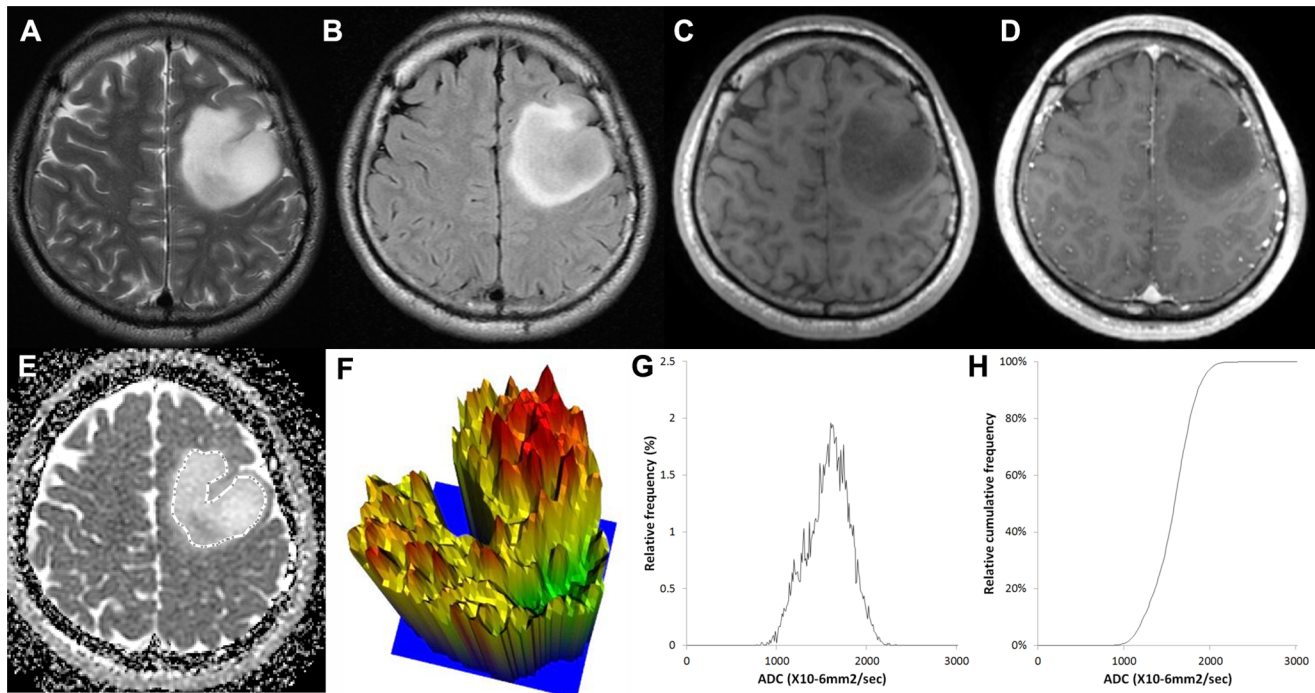 A
B
C
D
E
F
G
H
2.5
2
1.5
1
0.5
0
Relative frequency (%)
0
1000
2000
3000
ADC (X10-6mm2/sec)
100%
80%
60%
40%
20%
0%
Relative cumulative frequency
0
1000
2000
3000
ADC (X10-6mm2/sec)